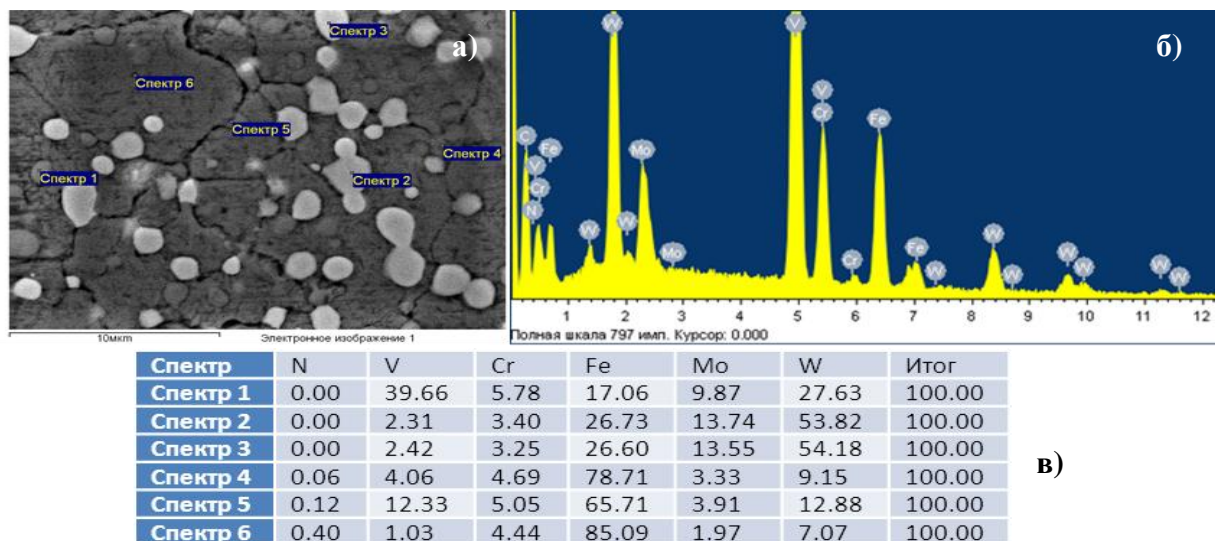 Спектр 3
а)
Спектр 6
Спектр 5
Спектр 4
Спектр 1
Спектр 2
10мкм Электронное изображение 1
б)
W V
V
Cr
C Fe
V Mo
Cr
N W W Mo Cr Fe W W W W W W W
1 2 3 4 5 6 7 8 9 10 11 12
Полная шкала 797 имп. Курсор: 0.000
Спектр N V Cr Fe Mo W Итог
Спектр 1 0.00 39.66 5.78 17.06 9.87 27.63 100.00
Спектр 2 0.00 2.31 3.40 26.73 13.74 53.82 100.00
Спектр 3 0.00 2.42 3.25 26.60 13.55 54.18 100.00
Спектр 4 0.06 4.06 4.69 78.71 3.33 9.15 100.00
Спектр 5 0.12 12.33 5.05 65.71 3.91 12.88 100.00
Спектр 6 0.40 1.03 4.44 85.09 1.97 7.07 100.00
в)